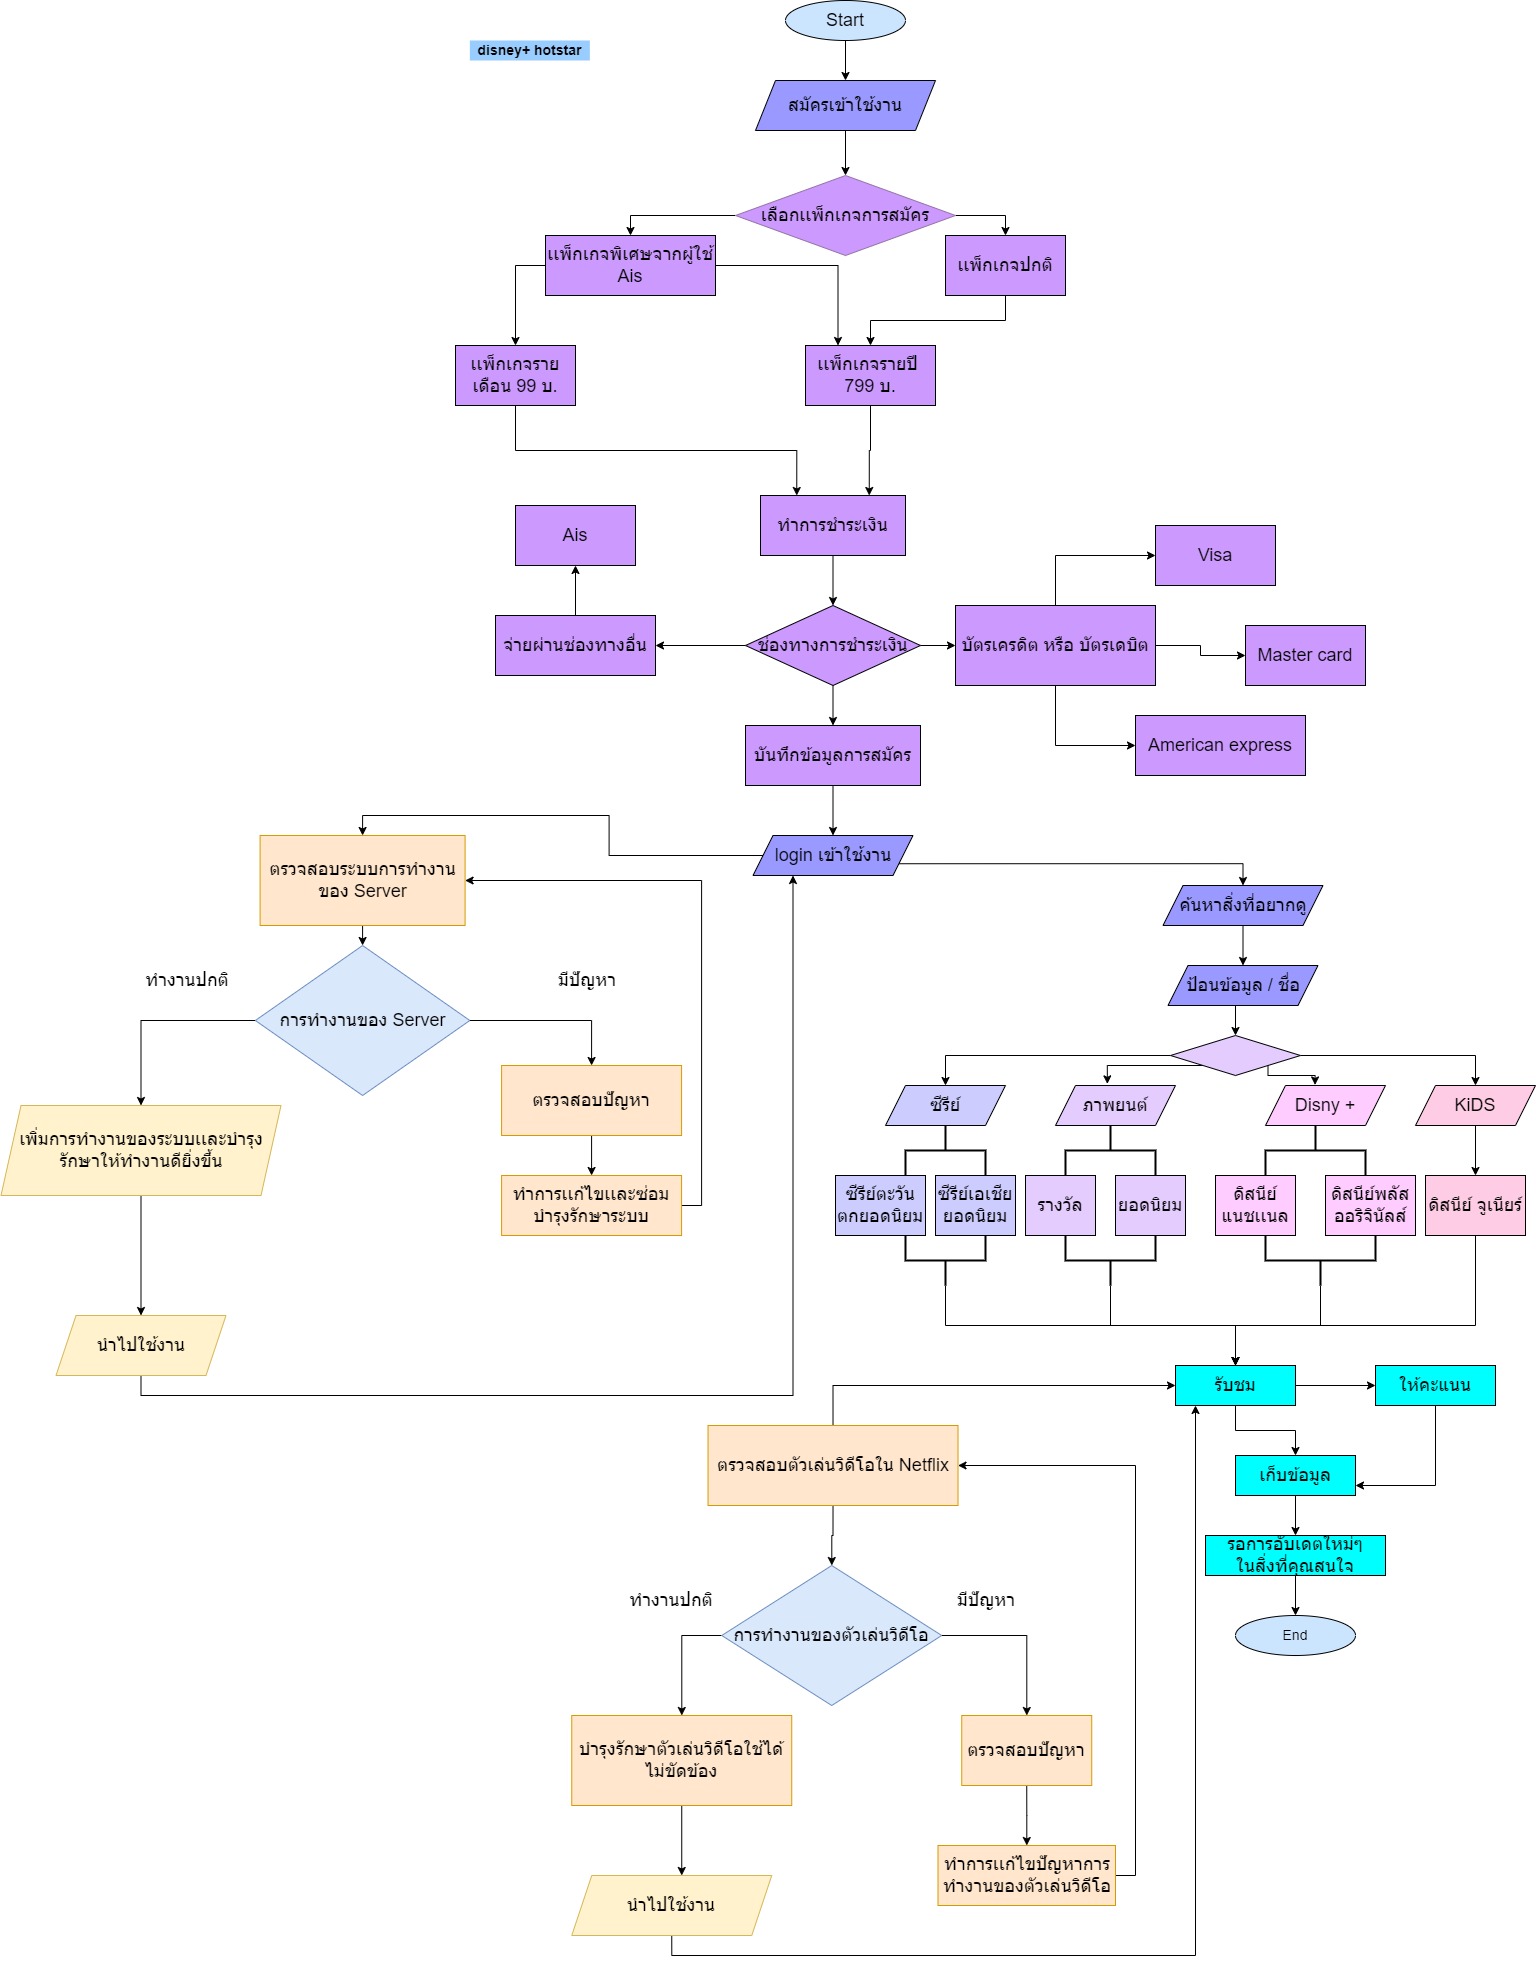 Start
disney+ hotstar
สมัครเข้าใช้งาน
เลือกแพ็กเกจการสมัคร
แพ็กเกจพิเศษจากผู้ใช้
Ais
แพ็กเกจปกติ
แพ็กเกจราย
เดือน 99 บ.
แพ็กเกจรายปี
799 บ.
ทำการชำระเงิน
Ais
Visa
จ่ายผ่านช่องทางอื่น
ช่องทางการชำระเงิน
บัตรเครดิต หรือ บัตรเดบิต
Master card
American express
บันทึกข้อมูลการสมัคร
login เข้าใช้งาน
ตรวจสอบระบบการทำงาน
ของ Server
ค้นหาสิ่งที่อยากดู
ทำงานปกติ
มีปัญหา
ป้อนข้อมูล / ชื่อ
การทำงานของ Server
ตรวจสอบปัญหา
ซีรีย์
ภาพยนต์
Disny +
KiDS
เพิ่มการทำงานของระบบและบำรุง
รักษาให้ทำงานดียิ่งขึ้น
ทำการแก้ไขและซ่อม
บำรุงรักษาระบบ
ซีรีย์ตะวัน
ตกยอดนิยม
ซีรีย์เอเชีย
ยอดนิยม
รางวัล
ยอดนิยม
ดิสนีย์
แนชแนล
ดิสนีย์พลัส
ออริจินัลส์
ดิสนีย์ จูเนียร์
นำไปใช้งาน
รับชม
ให้คะแนน
ตรวจสอบตัวเล่นวิดีโอใน Netflix
เก็บข้อมูล
รอการอับเดตใหม่ๆ
ในสิ่งที่คุณสนใจ
ทำงานปกติ
มีปัญหา
การทำงานของตัวเล่นวิดีโอ
End
บำรุงรักษาตัวเล่นวิดีโอใช้ได้
ไม่ขัดข้อง
ตรวจสอบปัญหา
ทำการแก้ไขปัญหาการ
ทำงานของตัวเล่นวิดีโอ
นำไปใช้งาน